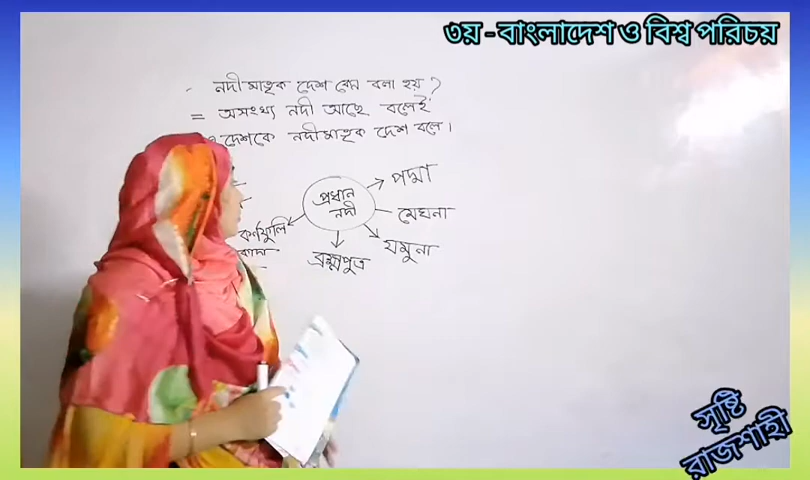 ৩য় - বাংলাদেশ ও বিশ্ব পরিচয়
নদীমাতৃক দেশ কেন বলা হয় ?
= অসংখ্য নদী আছে বলেই
দেশকে নদীমাতৃক দেশ বলে।
প্রধান
নদী
পদ্মা
মেঘনা
যমুনা
ব্রহ্মপুত্র
কর্ণফুলি
সৃষ্টি
রাজশাহী